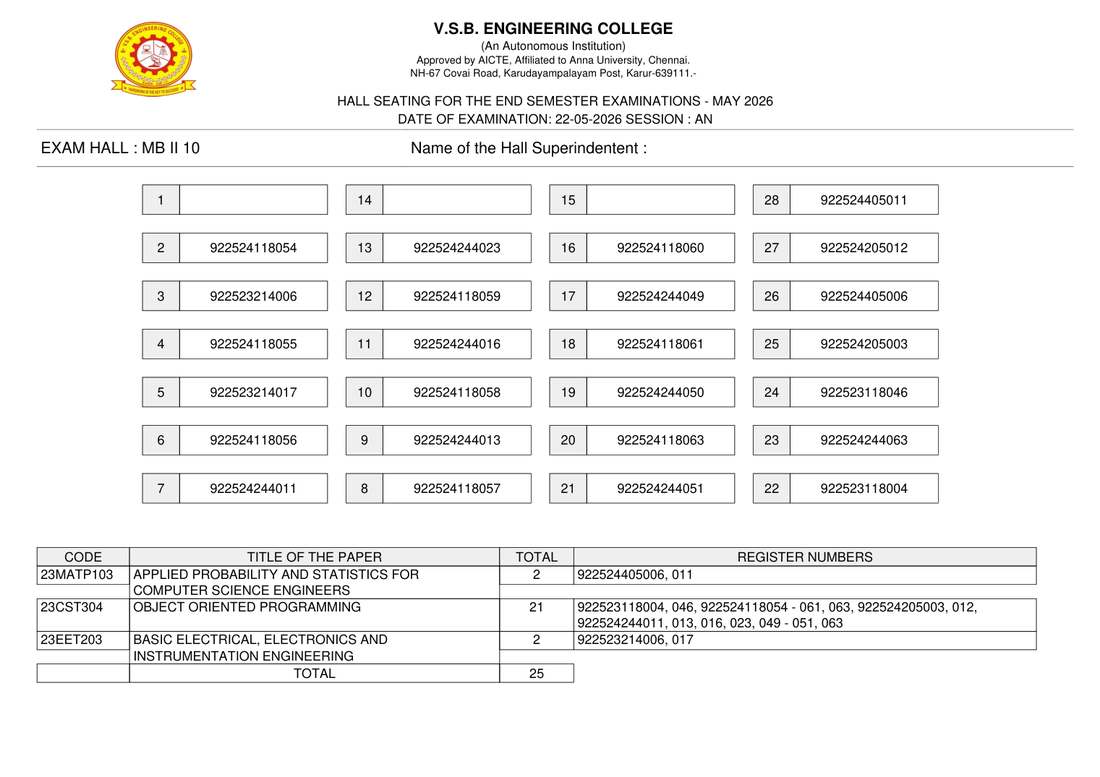 V.S.B. ENGINEERING COLLEGE
(An Autonomous Institution)
Approved by AICTE, Affiliated to Anna University, Chennai.
NH-67 Covai Road, Karudayampalayam Post, Karur-639111.-
HALL SEATING FOR THE END SEMESTER EXAMINATIONS - MAY 2026
DATE OF EXAMINATION: 22-05-2026 SESSION : AN
EXAM HALL : MB II 10 Name of the Hall Superindentent :
1 14 15 28 922524405011
2 922524118054 13 922524244023 16 922524118060 27 922524205012
3 922523214006 12 922524118059 17 922524244049 26 922524405006
4 922524118055 11 922524244016 18 922524118061 25 922524205003
5 922523214017 10 922524118058 19 922524244050 24 922523118046
6 922524118056 9 922524244013 20 922524118063 23 922524244063
7 922524244011 8 922524118057 21 922524244051 22 922523118004
CODE TITLE OF THE PAPER TOTAL REGISTER NUMBERS
23MATP103 APPLIED PROBABILITY AND STATISTICS FOR 2 922524405006, 011
COMPUTER SCIENCE ENGINEERS
23CST304 OBJECT ORIENTED PROGRAMMING 21 922523118004, 046, 922524118054 - 061, 063, 922524205003, 012,
922524244011, 013, 016, 023, 049 - 051, 063
23EET203 BASIC ELECTRICAL, ELECTRONICS AND 2 922523214006, 017
INSTRUMENTATION ENGINEERING
TOTAL 25